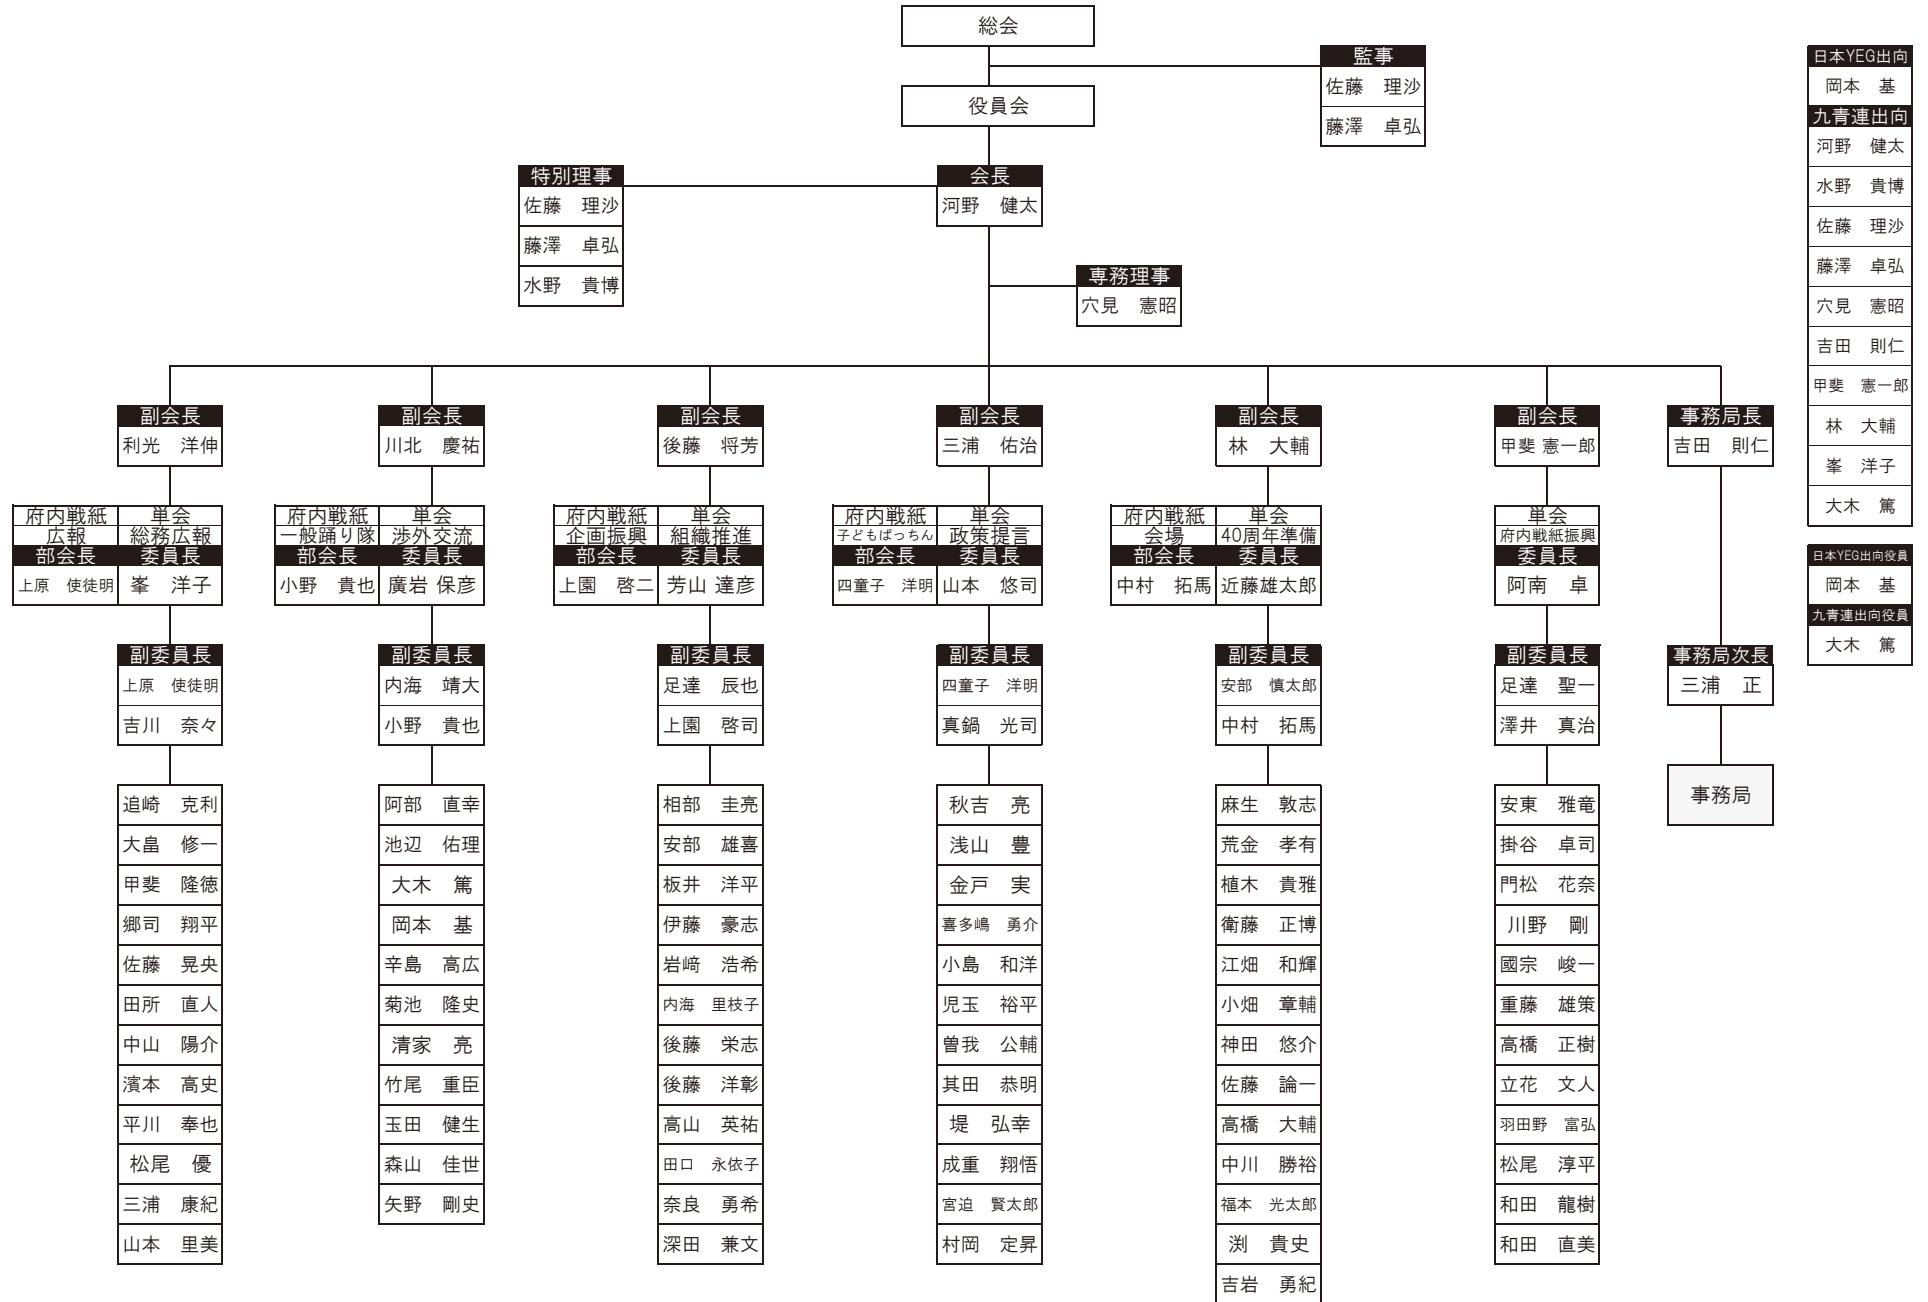 総会
監事
佐藤　理沙
藤澤　卓弘
役員会
特別理事
佐藤　理沙
藤澤　卓弘
水野　貴博
会長
河野　健太
専務理事
穴見　憲昭
副会長
利光　洋伸
府内戦紙　単会
広報　総務広報
部会長　委員長
上原　使徒明　峯　洋子
副委員長
上原　使徒明
吉川　奈々
追崎　克利
大畠　修一
甲斐　隆徳
郷司　翔平
佐藤　晃央
田所　直人
中山　陽介
濱本　高史
平川　奉也
松尾　優
三浦　康紀
山本　里美
副会長
川北　慶祐
府内戦紙　単会
一般踊り隊　渉外交流
部会長　委員長
小野　貴也　廣岩 保彦
副委員長
内海　靖大
小野　貴也
阿部　直幸
池辺　佑理
大木　篤
岡本　基
辛島　高広
菊池　隆史
清家　亮
竹尾　重臣
玉田　健生
森山　佳世
矢野　剛史
副会長
後藤　将芳
府内戦紙　単会
企画振興　組織推進
部会長　委員長
上園　啓二　芳山 達彦
副委員長
足達　辰也
上園　啓司
相部　圭亮
安部　雄喜
板井　洋平
伊藤　豪志
岩﨑　浩希
内海　里枝子
後藤　栄志
後藤　洋彰
高山　英祐
田口　永依子
奈良　勇希
深田　兼文
副会長
三浦　佑治
府内戦紙　単会
子どもぱっちん　政策提言
部会長　委員長
四童子　洋明　山本　悠司
副委員長
四童子　洋明
真鍋　光司
秋吉　亮
浅山　豊
金戸　実
喜多嶋　勇介
小島　和洋
児玉　裕平
曽我　公輔
其田　恭明
堤　弘幸
成重　翔悟
宮迫　賢太郎
村岡　定昇
副会長
林　大輔
府内戦紙　単会
会場　40周年準備
部会長　委員長
中村　拓馬　近藤雄太郎
副委員長
安部　慎太郎
中村　拓馬
麻生　敦志
荒金　孝有
植木　貴雅
衛藤　正博
江畑　和輝
小畑　章輔
神田　悠介
佐藤　論一
高橋　大輔
中川　勝裕
福本　光太郎
渕　貴史
吉岩　勇紀
副会長
甲斐 憲一郎
単会
府内戦紙振興
委員長
阿南　卓
副委員長
足達　聖一
澤井　真治
安東　雅竜
掛谷　卓司
門松　花奈
川野　剛
國宗　峻一
重藤　雄策
高橋　正樹
立花　文人
羽田野　富弘
松尾　淳平
和田　龍樹
和田　直美
事務局長
吉田　則仁
事務局次長
三浦　正
事務局
日本YEG出向
岡本　基
九青連出向
河野　健太
水野　貴博
佐藤　理沙
藤澤　卓弘
穴見　憲昭
吉田　則仁
甲斐　憲一郎
林　大輔
峯　洋子
大木　篤
日本YEG出向役員
岡本　基
九青連出向役員
大木　篤